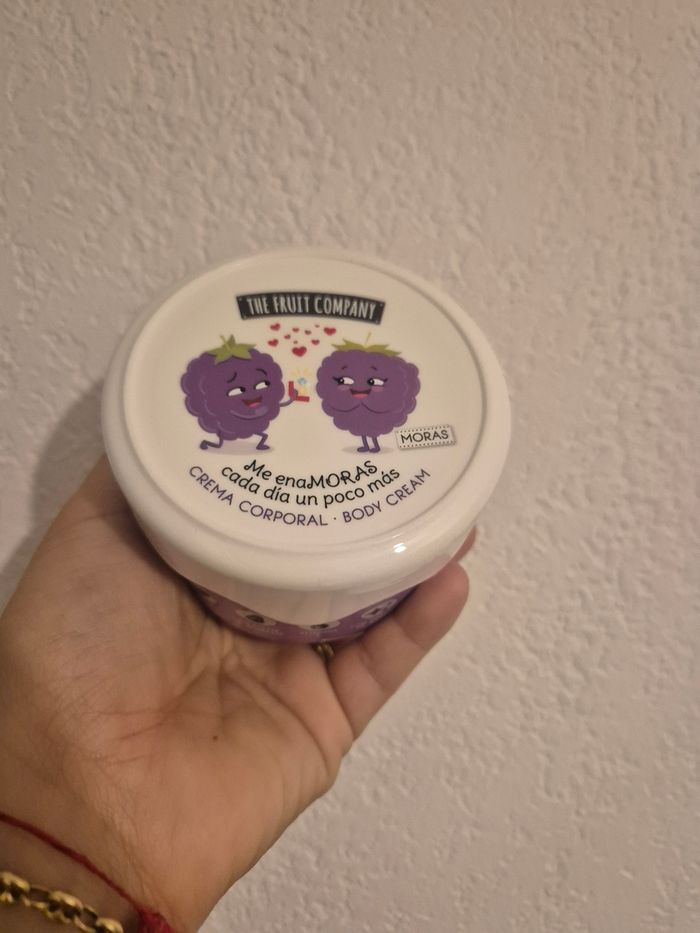 THE FRUIT COMPANY
MORAS
Me enaMORAS
cada día un poco más
CREMA CORPORAL · BODY CREAM